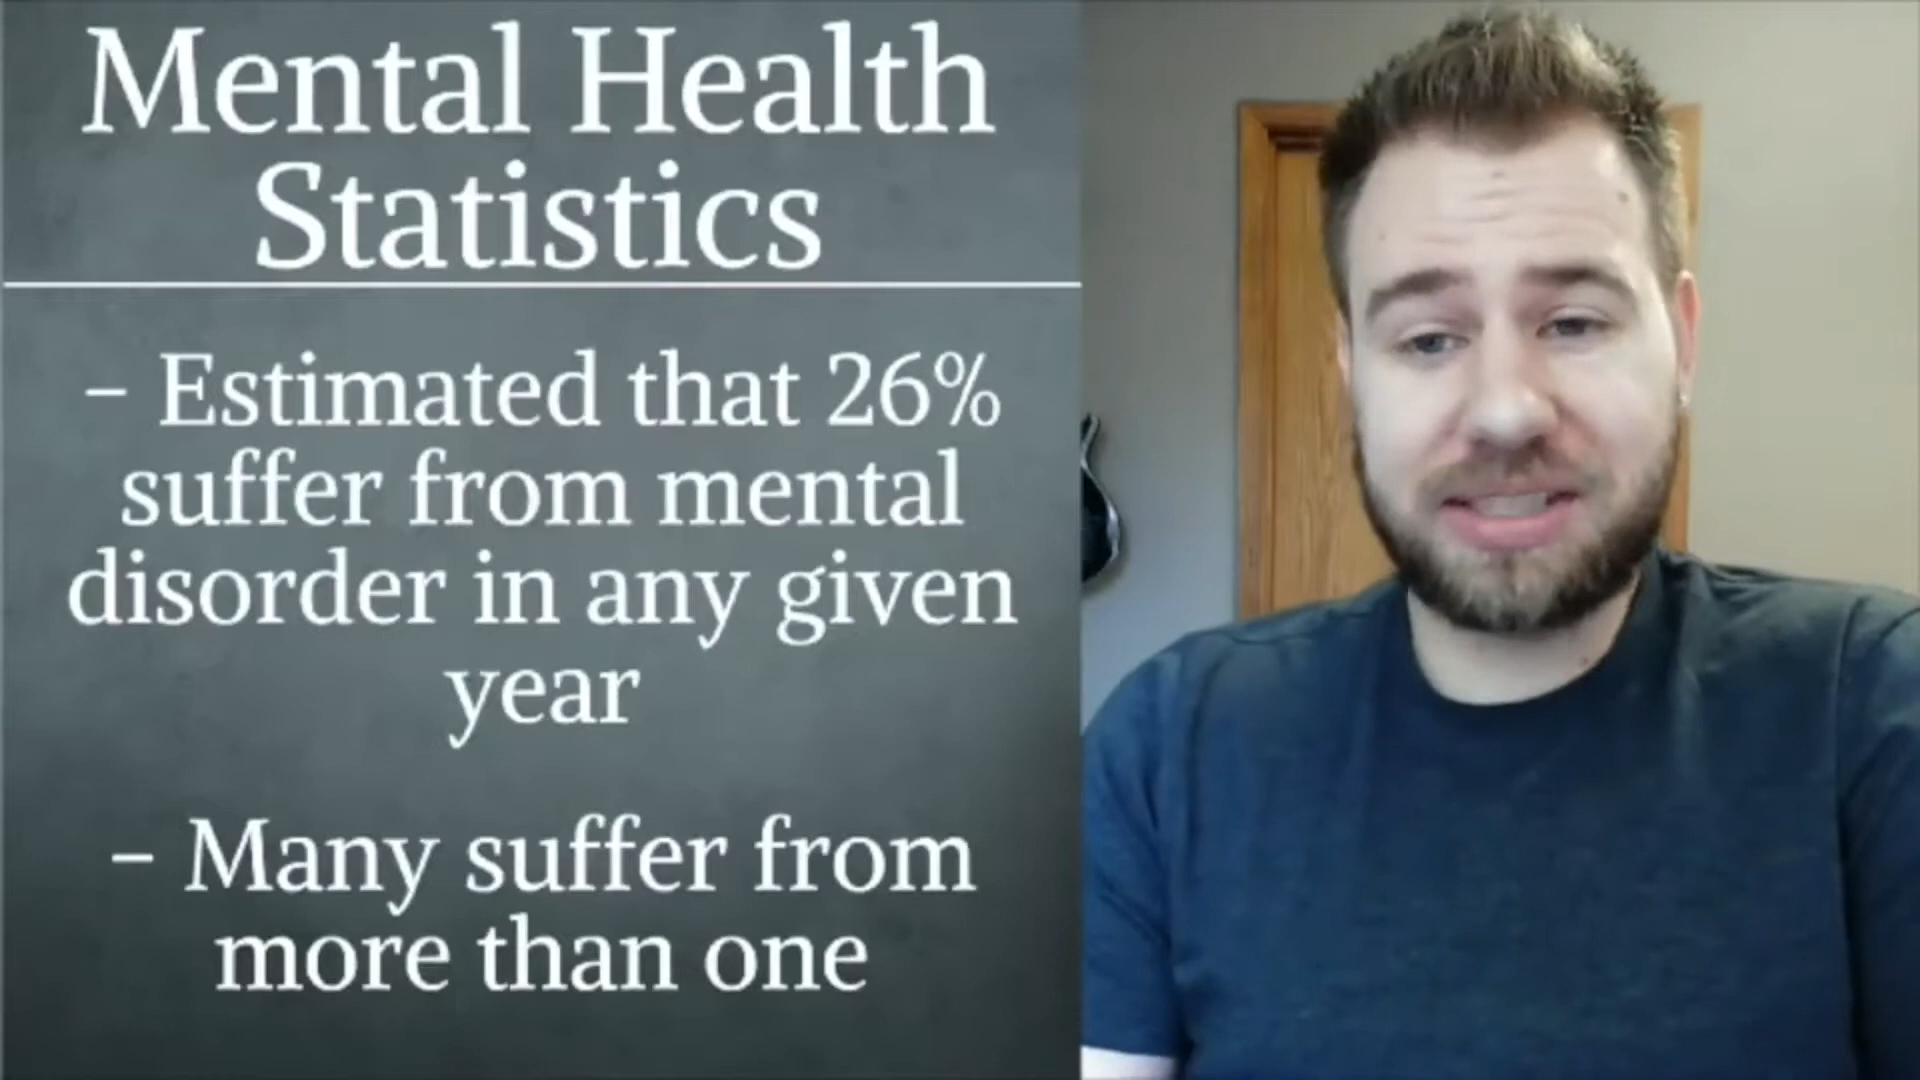 Mental Health
Statistics
– Estimated that 26%
suffer from mental
disorder in any given
year
– Many suffer from
more than one